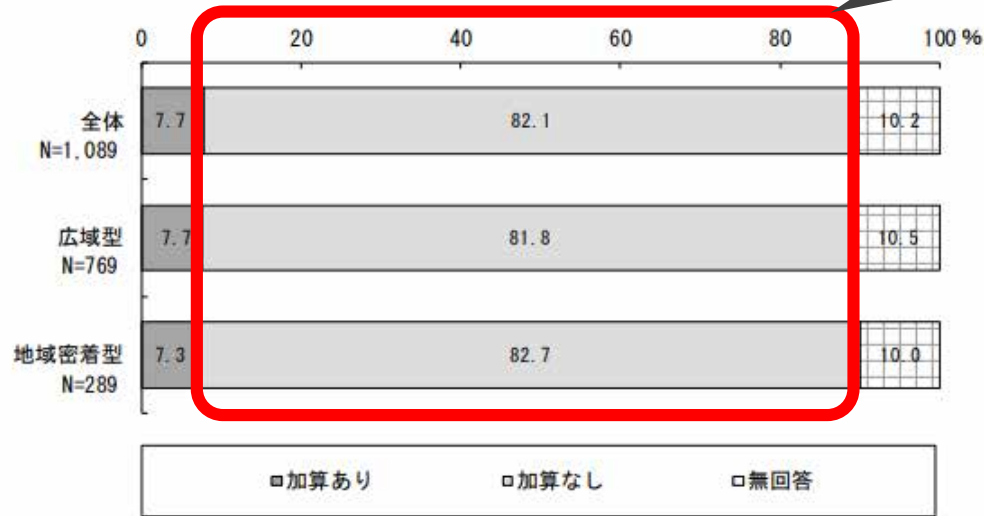 0 20 40 60 80 100 %
全体 7.7 82.1 10.2
N=1,089
広域型 7.7 81.8 10.5
N=769
地域密着型 7.3 82.7 10.0
N=289
加算あり 加算なし 無回答